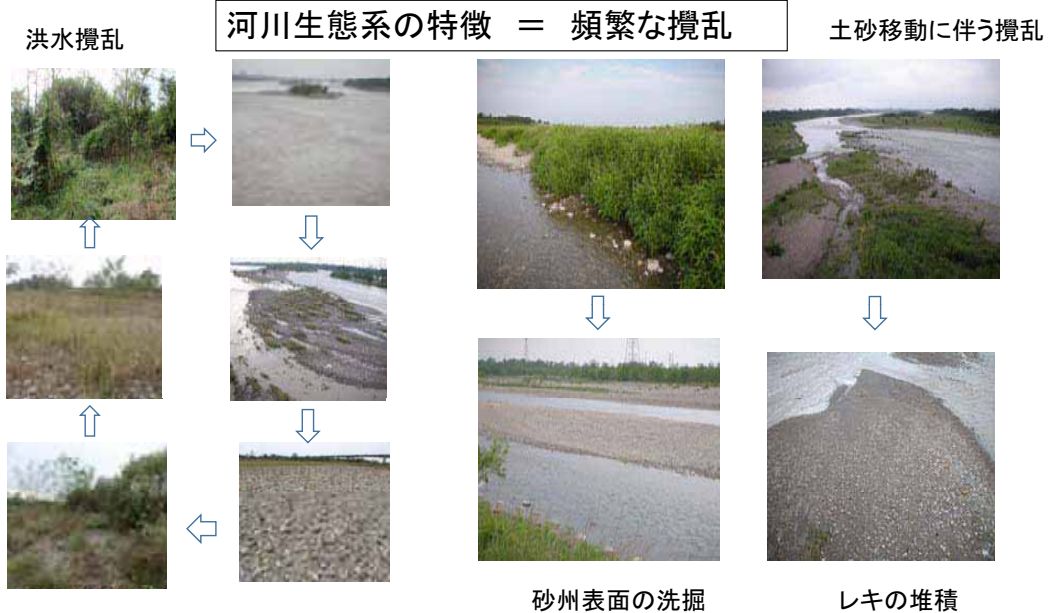 河川生態系の特徴 = 頻繁な攪乱
洪水攪乱
土砂移動に伴う攪乱
砂州表面の洗掘
レキの堆積